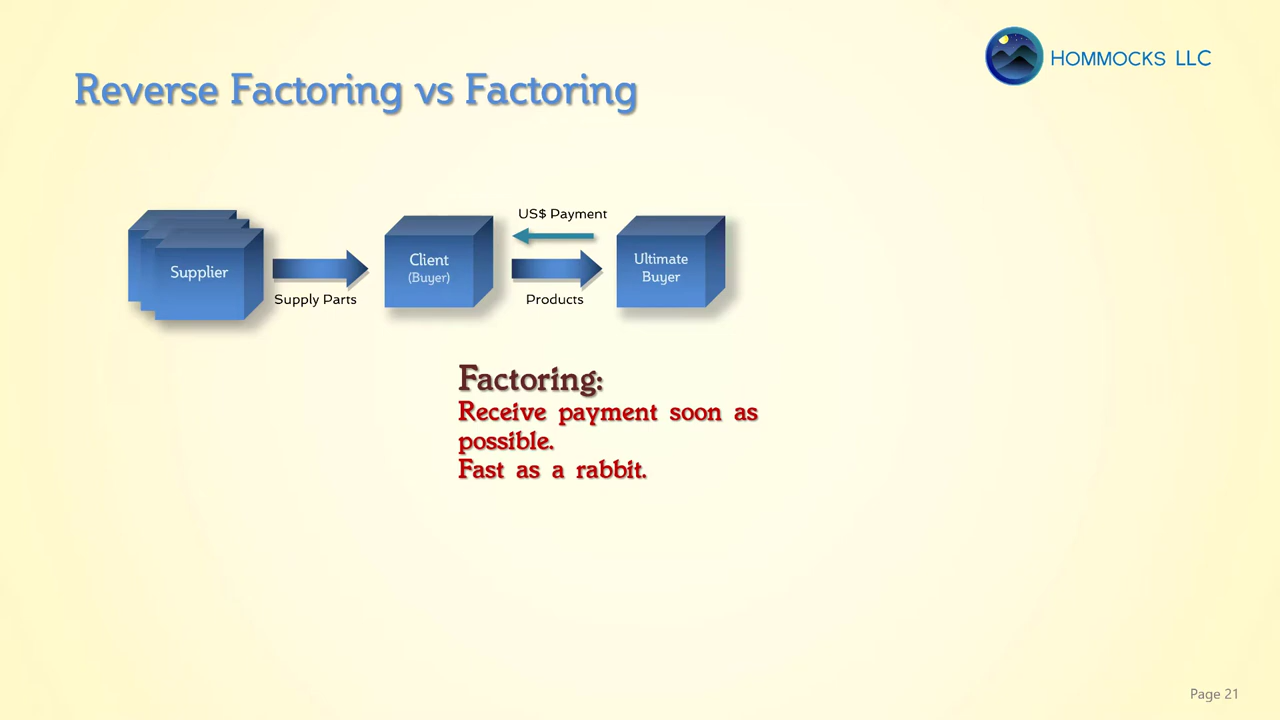 HOMMOCKS LLC
Reverse Factoring vs Factoring
US$ Payment
Supplier
Client
(Buyer)
Ultimate
Buyer
Supply Parts
Products
Factoring:
Receive payment soon as
possible.
Fast as a rabbit.
Page 21